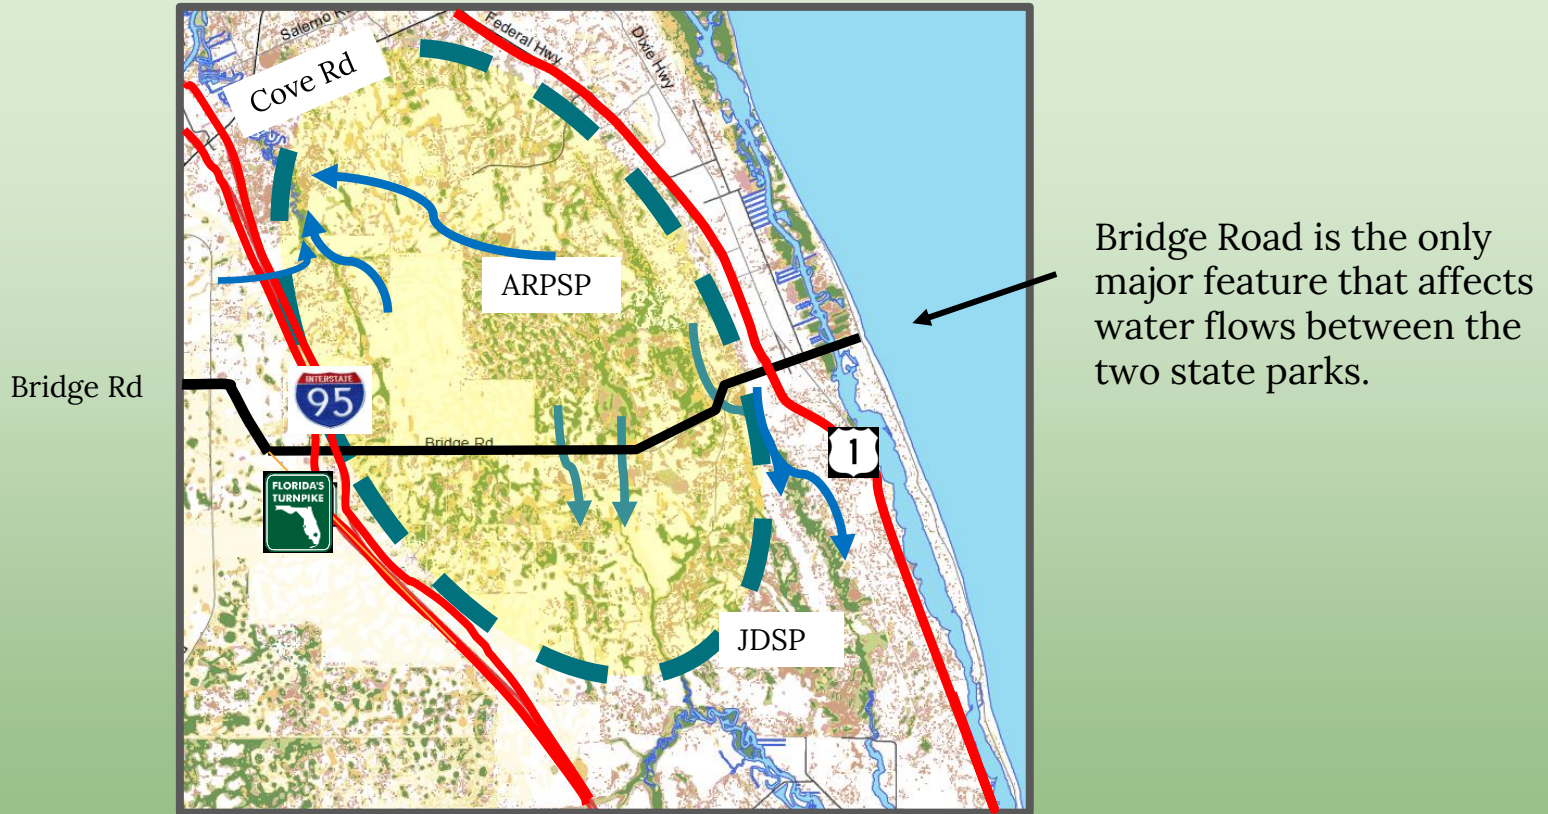 Salerno R
Federal Hwy
Dixie Hwy
Cove Rd
ARPSP
Bridge Road is the only
major feature that affects
water flows between the
two state parks.
Bridge Rd
INTERSTATE
95
Bridge Rd
1
FLORIDA'S
TURNPIKE
JDSP